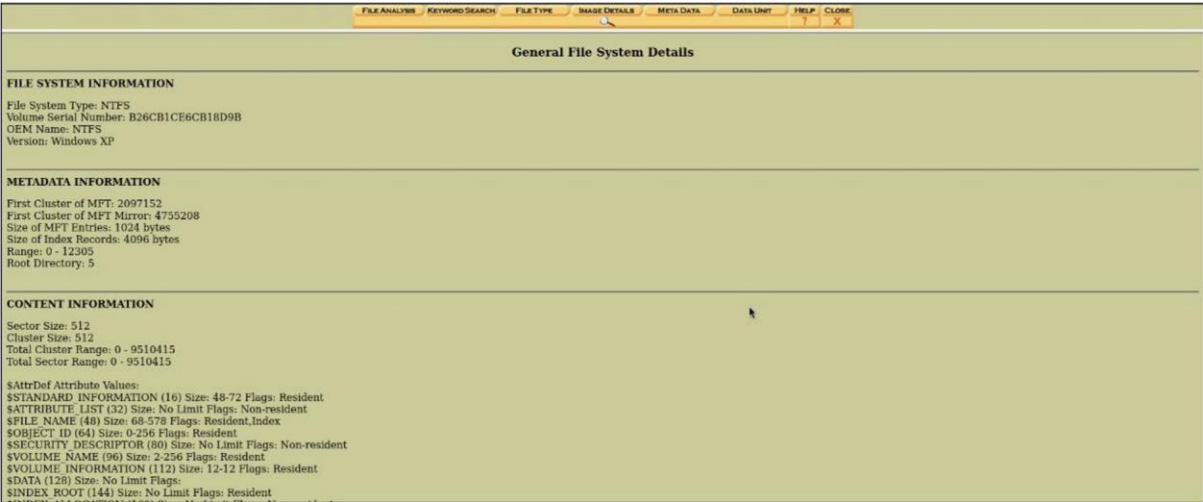 FILE ANALYSIS KEYWORD SEARCH FILE TYPE IMAGE DETAILS META DATA DATA UNIT HELP CLOSE
? X
General File System Details
FILE SYSTEM INFORMATION
File System Type: NTFS
Volume Serial Number: B26CB1CE6CB18D9B
OEM Name: NTFS
Version: Windows XP
METADATA INFORMATION
First Cluster of MFT: 2097152
First Cluster of MFT Mirror: 4755208
Size of MFT Entries: 1024 bytes
Size of Index Records: 4096 bytes
Range: 0 - 12305
Root Directory: 5
CONTENT INFORMATION
Sector Size: 512
Cluster Size: 512
Total Cluster Range: 0 - 9510415
Total Sector Range: 0 - 9510415
$AttrDef Attribute Values:
$STANDARD_INFORMATION (16) Size: 48-72 Flags: Resident
$ATTRIBUTE_LIST (32) Size: No Limit Flags: Non-resident
$FILE_NAME (48) Size: 68-578 Flags: Resident,Index
$OBJECT_ID (64) Size: 0-256 Flags: Resident
$SECURITY_DESCRIPTOR (80) Size: No Limit Flags: Non-resident
$VOLUME_NAME (96) Size: 2-256 Flags: Resident
$VOLUME_INFORMATION (112) Size: 12-12 Flags: Resident
$DATA (128) Size: No Limit Flags:
$INDEX_ROOT (144) Size: No Limit Flags: Resident